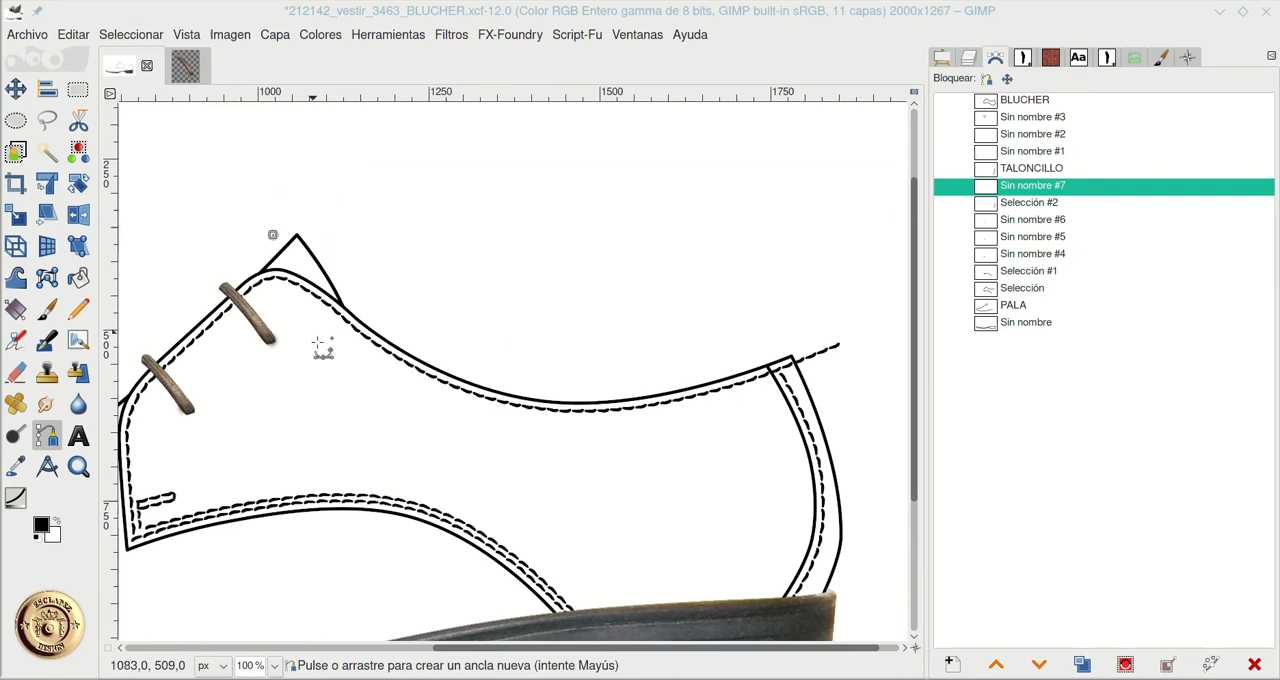 *212142_vestir_3463_BLUCHER.xcf-12.0 (Color RGB Entero gamma de 8 bits, GIMP built-in sRGB, 11 capas) 2000x1267 – GIMP
Archivo Editar Seleccionar Vista Imagen Capa Colores Herramientas Filtros FX-Foundry Script-Fu Ventanas Ayuda
Aa
Bloquear:
1000 1250 1500 1750
BLUCHER
Sin nombre #3
Sin nombre #2
Sin nombre #1
TALONCILLO
Sin nombre #7
Selección #2
Sin nombre #6
Sin nombre #5
Sin nombre #4
Selección #1
Selección
PALA
Sin nombre
250
50
750
ESCLAPEZ
DESIGN
1083,0, 509,0 px 100 % Pulse o arrastre para crear un ancla nueva (intente Mayús)